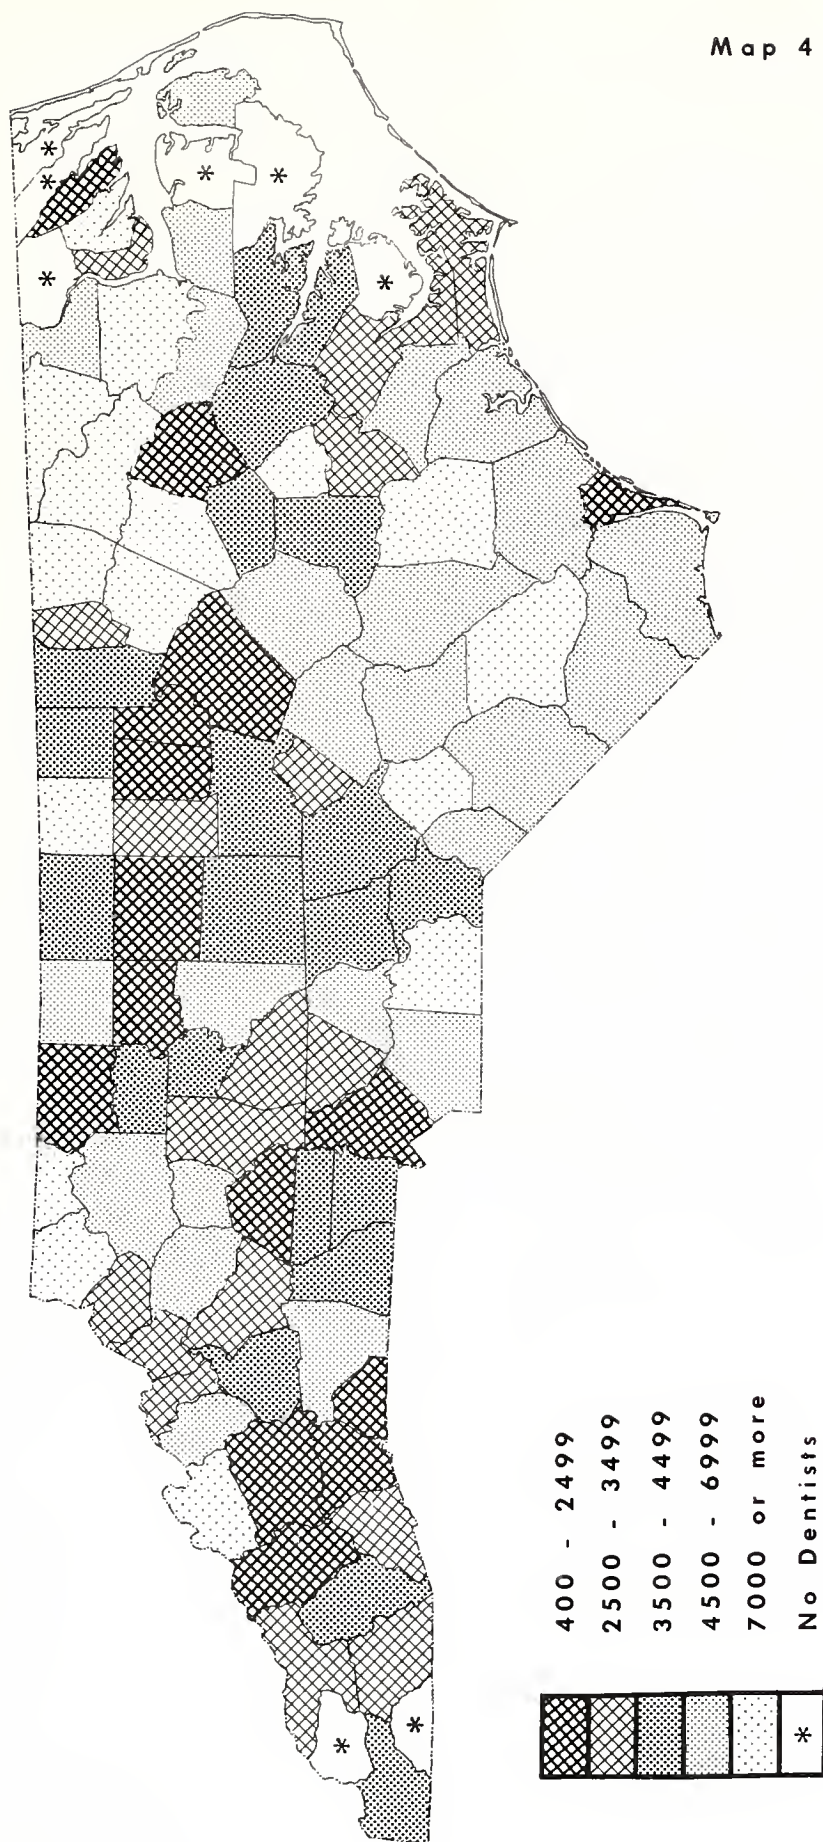 Map 4
400 - 2499
2500 - 3499
3500 - 4499
4500 - 6999
7000 or more
* No Dentists
*
*
*
*
*
*
*
*